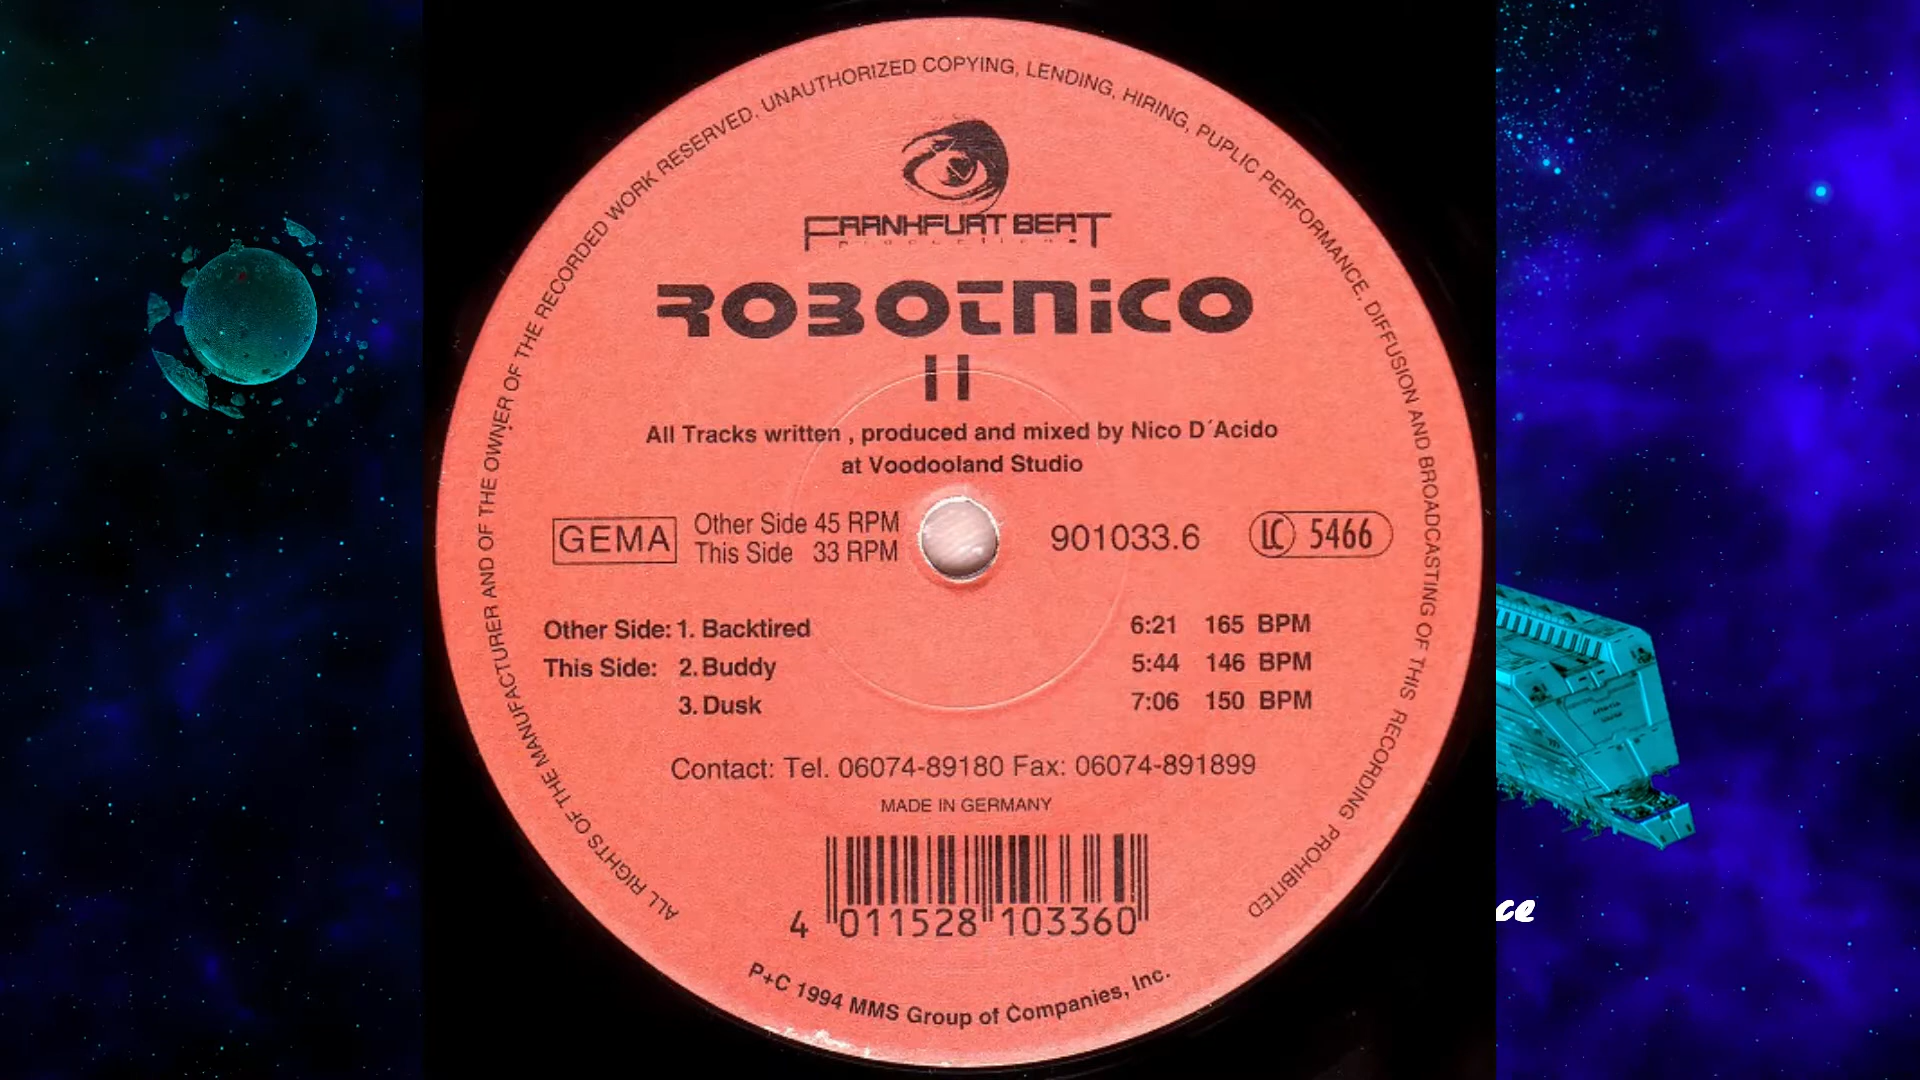 ALL RIGHTS OF THE MANUFACTURER AND OF THE OWNER OF THE RECORDED WORK RESERVED. UNAUTHORIZED COPYING, LENDING, HIRING, PUPLIC PERFORMANCE, DIFFUSION AND BROADCASTING OF THIS RECORDING PROHIBITED
FRANKFURT BEAT
productions
ROBOTNICO
II
All Tracks written , produced and mixed by Nico D´Acido
at Voodooland Studio
GEMA Other Side 45 RPM 901033.6 LC 5466
This Side 33 RPM
Other Side: 1. Backtired 6:21 165 BPM
This Side: 2. Buddy 5:44 146 BPM
3. Dusk 7:06 150 BPM
Contact: Tel. 06074-89180 Fax: 06074-891899
MADE IN GERMANY
4 011528 103360
P+C 1994 MMS Group of Companies, Inc.
ce